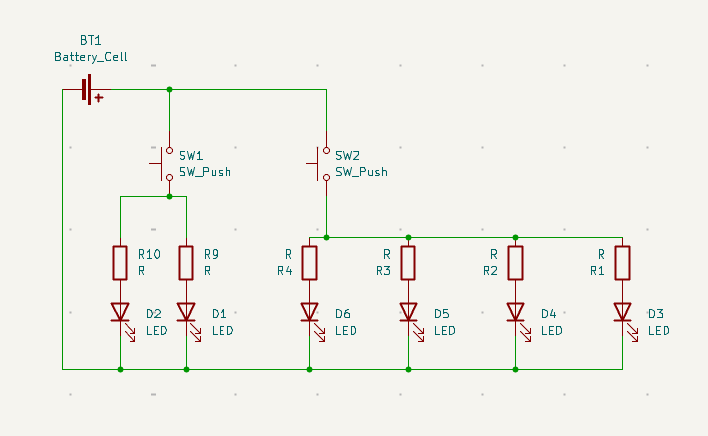 BT1
Battery_Cell
+
SW1
SW_Push
SW2
SW_Push
R10
R
R9
R
R
R4
R
R3
R
R2
R
R1
D2
LED
D1
LED
D6
LED
D5
LED
D4
LED
D3
LED